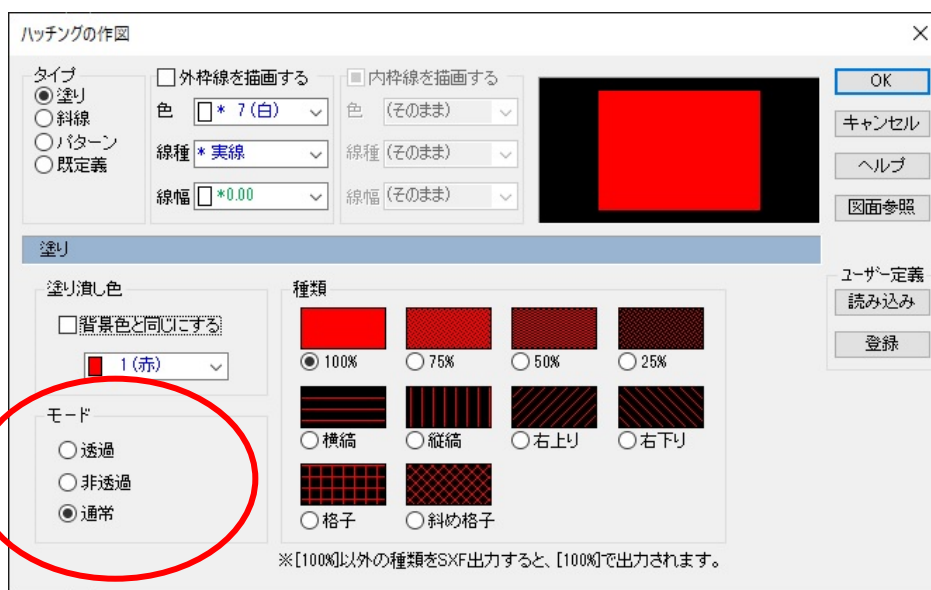 ハッチングの作図
タイプ
塗り
斜線
パターン
既定義
外枠線を描画する
色 * 7(白)
線種 * 実線
線幅 *0.00
内枠線を描画する
色 (そのまま)
線種 (そのまま)
線幅 (そのまま)
OK
キャンセル
ヘルプ
図面参照
塗り
塗り潰し色
背景色と同じにする
1(赤)
モード
透過
非透過
通常
種類
100% 75% 50% 25%
横縞 縦縞 右上り 右下り
格子 斜め格子
※[100%]以外の種類をSXF出力すると、[100%]で出力されます。
ユーザー定義
読み込み
登録